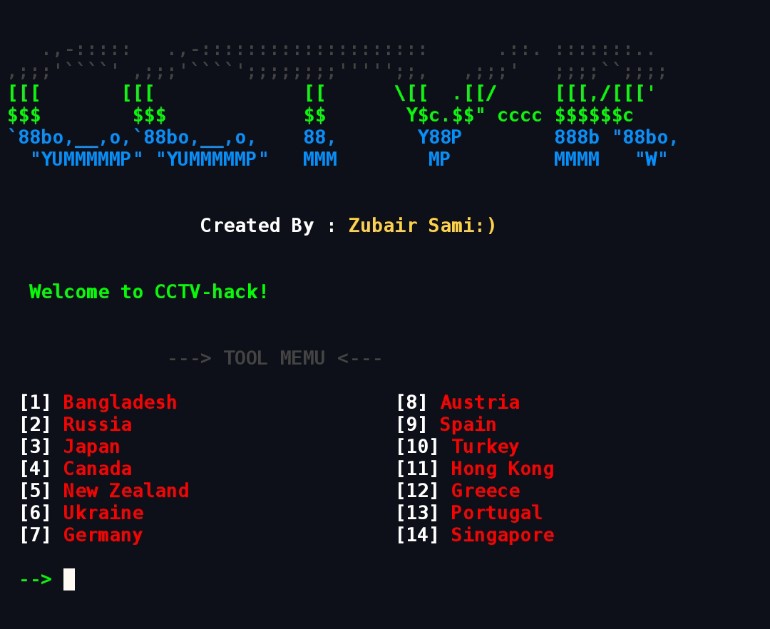 .,-:::::   .,-::::::::::::::::::::       .::. :::::::..
,;;;'````' ,;;;'````';;;;;;;;'''''';;,   ,;;;'   ;;;;``;;;;
[[[       [[[             [[      \[[  .[[/     [[[,/[[['
$$$        $$$            $$       Y$c.$$" cccc $$$$$$c
`88bo,__,o,`88bo,__,o,    88,       Y88P        888b "88bo,
  "YUMMMMMP" "YUMMMMMP"   MMM        MP         MMMM   "W"
Created By : Zubair Sami:)
Welcome to CCTV-hack!
---> TOOL MEMU <---
[1] Bangladesh [8] Austria
[2] Russia [9] Spain
[3] Japan [10] Turkey
[4] Canada [11] Hong Kong
[5] New Zealand [12] Greece
[6] Ukraine [13] Portugal
[7] Germany [14] Singapore
-->